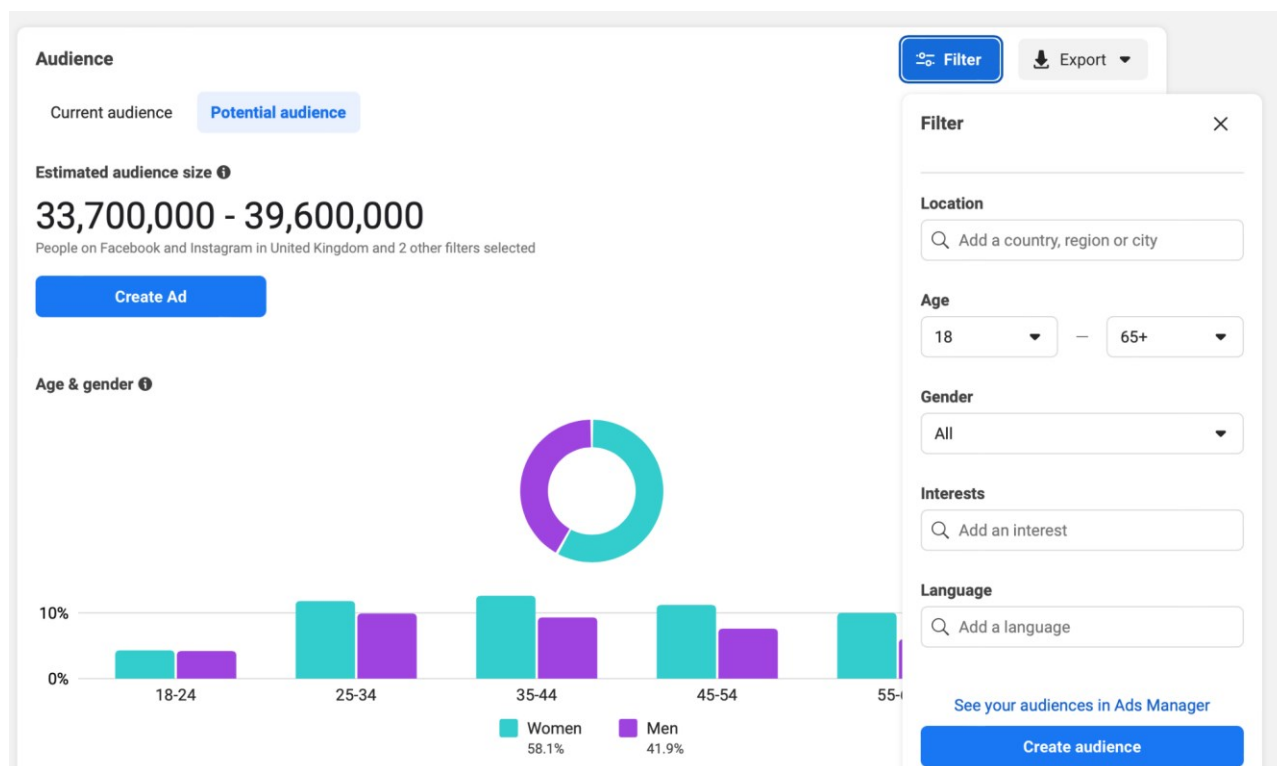 Audience
Filter
Export
Current audience
Potential audience
Estimated audience size
33,700,000 - 39,600,000
People on Facebook and Instagram in United Kingdom and 2 other filters selected
Create Ad
Age & gender
10%
0%
18-24
25-34
35-44
45-54
55-
Women
58.1%
Men
41.9%
Filter
Location
Add a country, region or city
Age
18 — 65+
Gender
All
Interests
Add an interest
Language
Add a language
See your audiences in Ads Manager
Create audience